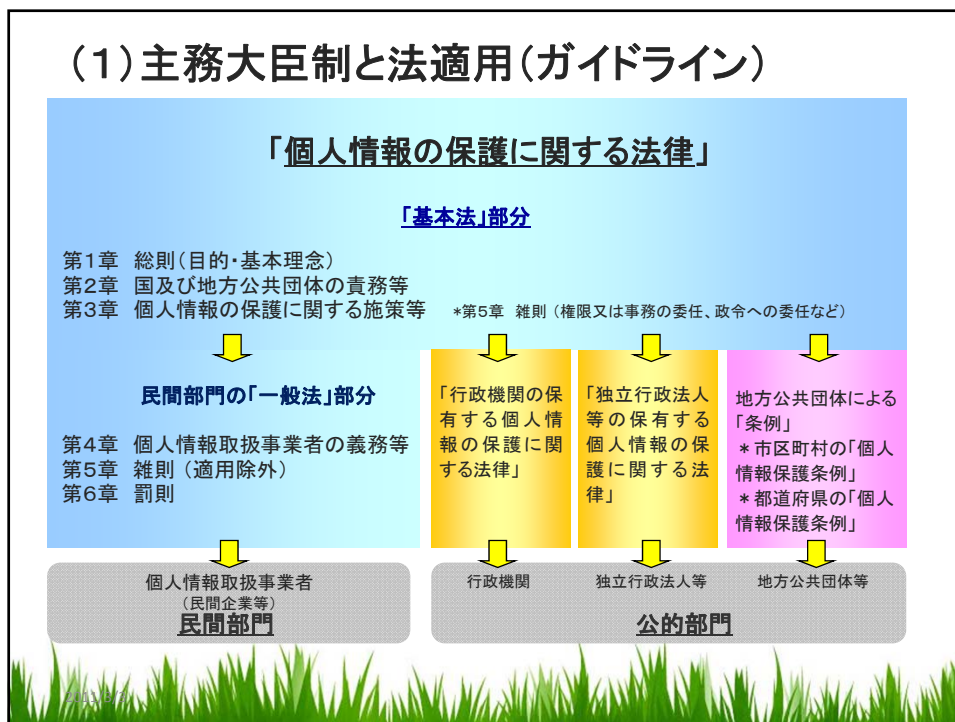 （１）主務大臣制と法適用（ガイドライン）
「個人情報の保護に関する法律」
「基本法」部分
第１章　総則（目的・基本理念）
第２章　国及び地方公共団体の責務等
第３章　個人情報の保護に関する施策等
*第５章　雑則（権限又は事務の委任、政令への委任など）
民間部門の「一般法」部分
第４章　個人情報取扱事業者の義務等
第５章　雑則（適用除外）
第６章　罰則
「行政機関の保
有する個人情
報の保護に関
する法律」
「独立行政法人
等の保有する
個人情報の保
護に関する法
律」
地方公共団体による
「条例」
＊市区町村の「個人
情報保護条例」
＊都道府県の「個人
情報保護条例」
個人情報取扱事業者
（民間企業等）
民間部門
行政機関
独立行政法人等
地方公共団体等
公的部門